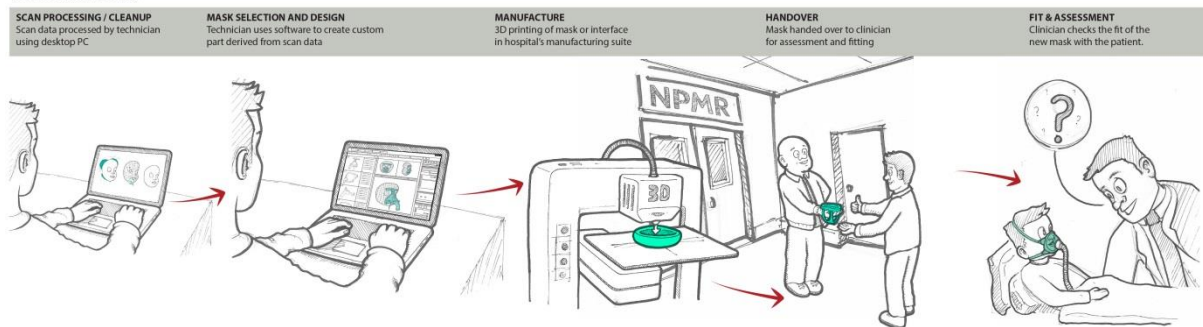 SCAN PROCESSING / CLEANUP
Scan data processed by technician
using desktop PC
MASK SELECTION AND DESIGN
Technician uses software to create custom
part derived from scan data
MANUFACTURE
3D printing of mask or interface
in hospital's manufacturing suite
HANDOVER
Mask handed over to clinician
for assessment and fitting
FIT & ASSESSMENT
Clinician checks the fit of the
new mask with the patient.
NPMR
3D
?